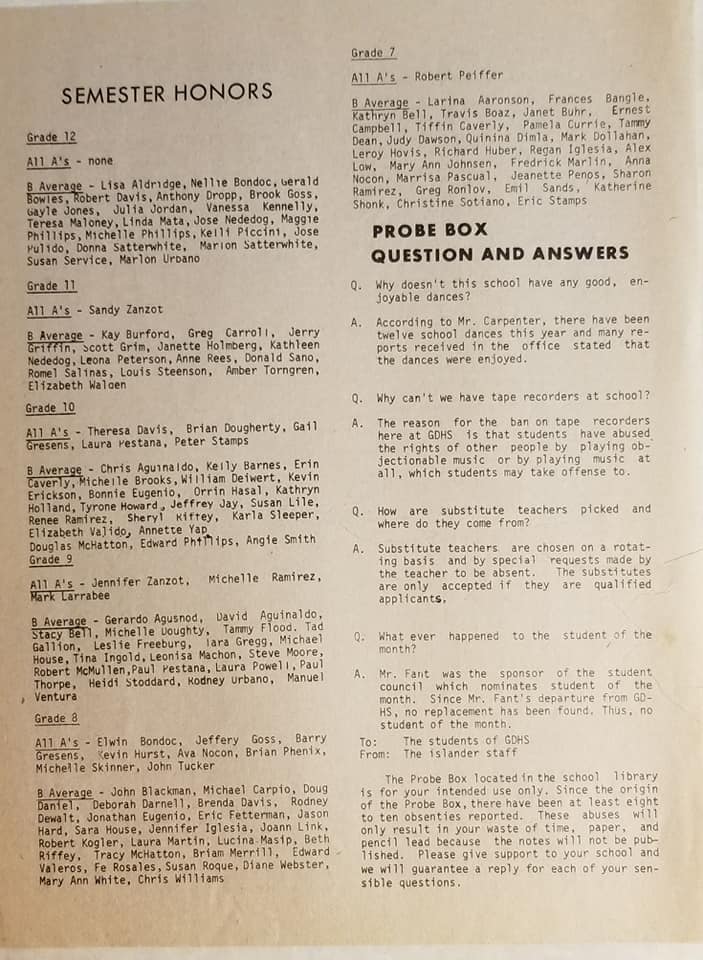 SEMESTER HONORS
Grade 12
All A's - none
B Average - Lisa Aldridge, Nellie Bondoc, Gerald
Bowles, Robert Davis, Anthony Dropp, Brook Goss,
Gayle Jones, Julia Jordan, Vanessa Kennelly,
Teresa Maloney, Linda Mata, Jose Nededog, Maggie
Phillips, Michelle Phillips, Kelli Piccini, Jose
Pulido, Donna Satterwhite, Marion Satterwhite,
Susan Service, Marlon Urbano
Grade 11
All A's - Sandy Zanzot
B Average - Kay Burford, Greg Carroll, Jerry
Griffin, Scott Grim, Janette Holmberg, Kathleen
Nededog, Leona Peterson, Anne Rees, Donald Sano,
Romel Salinas, Louis Steenson, Amber Torngren,
Elizabeth Walden
Grade 10
All A's - Theresa Davis, Brian Dougherty, Gail
Gresens, Laura Pestana, Peter Stamps
B Average - Chris Aguinaldo, Kelly Barnes, Erin
Caverly, Michelle Brooks, William Deiwert, Kevin
Erickson, Bonnie Eugenio, Orrin Hasal, Kathryn
Holland, Tyrone Howard, Jeffrey Jay, Susan Lile,
Renee Ramirez, Sheryl Riffey, Karla Sleeper,
Elizabeth Valido, Annette Yap
Douglas McHatton, Edward Phillips, Angie Smith
Grade 9
All A's - Jennifer Zanzot, Michelle Ramirez,
Mark Larrabee
B Average - Gerardo Agusnod, David Aguinaldo,
Stacy Bell, Michelle Doughty, Tammy Flood. Tad
Gallion, Leslie Freeburg, Tara Gregg, Michael
House, Tina Ingold, Leonisa Machon, Steve Moore,
Robert McMullen, Paul Pestana, Laura Powell, Paul
Thorpe, Heidi Stoddard, Rodney Urbano, Manuel
Ventura
Grade 8
All A's - Elwin Bondoc, Jeffery Goss, Barry
Gresens, Kevin Hurst, Ava Nocon, Brian Phenix,
Michelle Skinner, John Tucker
B Average - John Blackman, Michael Carpio, Doug
Daniel, Deborah Darnell, Brenda Davis, Rodney
Dewalt, Jonathan Eugenio, Eric Fetterman, Jason
Hard, Sara House, Jennifer Iglesia, Joann Link,
Robert Kogler, Laura Martin, Lucina Masip, Beth
Riffey, Tracy McHatton, Briam Merrill, Edward
Valeros, Fe Rosales, Susan Roque, Diane Webster,
Mary Ann White, Chris Williams
Grade 7
All A's - Robert Peiffer
B Average - Larina Aaronson, Frances Bangle,
Kathryn Bell, Travis Boaz, Janet Buhr, Ernest
Campbell, Tiffin Caverly, Pamela Currie, Tammy
Dean, Judy Dawson, Quinina Dimla, Mark Dollahan,
Leroy Hovis, Richard Huber, Regan Iglesia, Alex
Low, Mary Ann Johnsen, Fredrick Marlin, Anna
Nocon, Marrisa Pascual, Jeanette Penos, Sharon
Ramirez, Greg Ronlov, Emil Sands, Katherine
Shonk, Christine Sotiano, Eric Stamps
PROBE BOX
QUESTION AND ANSWERS
Q. Why doesn't this school have any good, en-
joyable dances?
A. According to Mr. Carpenter, there have been
twelve school dances this year and many re-
ports received in the office stated that
the dances were enjoyed.
Q. Why can't we have tape recorders at school?
A. The reason for the ban on tape recorders
here at GDHS is that students have abused
the rights of other people by playing ob-
jectionable music or by playing music at
all, which students may take offense to.
Q. How are substitute teachers picked and
where do they come from?
A. Substitute teachers are chosen on a rotat-
ing basis and by special requests made by
the teacher to be absent. The substitutes
are only accepted if they are qualified
applicants.
Q. What ever happened to the student of the
month?
A. Mr. Fant was the sponsor of the student
council which nominates student of the
month. Since Mr. Fant's departure from GD-
HS, no replacement has been found. Thus, no
student of the month.
To: The students of GDHS
From: The islander staff
The Probe Box located in the school library
is for your intended use only. Since the origin
of the Probe Box, there have been at least eight
to ten obsenties reported. These abuses will
only result in your waste of time, paper, and
pencil lead because the notes will not be pub-
lished. Please give support to your school and
we will guarantee a reply for each of your sen-
sible questions.